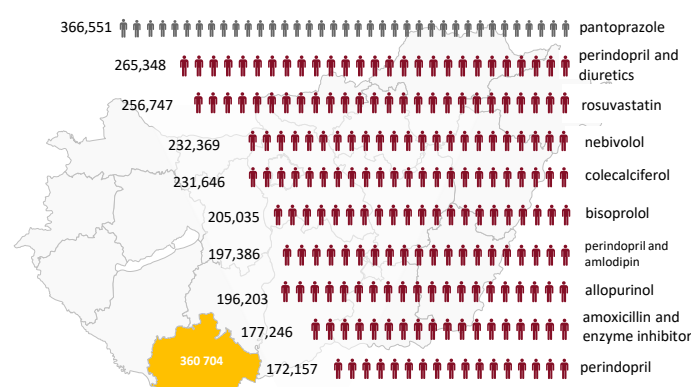 366,551 pantoprazole
265,348 perindopril and
diuretics
256,747 rosuvastatin
232,369 nebivolol
231,646 colecalciferol
205,035 bisoprolol
197,386 perindopril and
amlodipin
196,203 allopurinol
177,246 amoxicillin and
enzyme inhibitor
360 704
172,157 perindopril